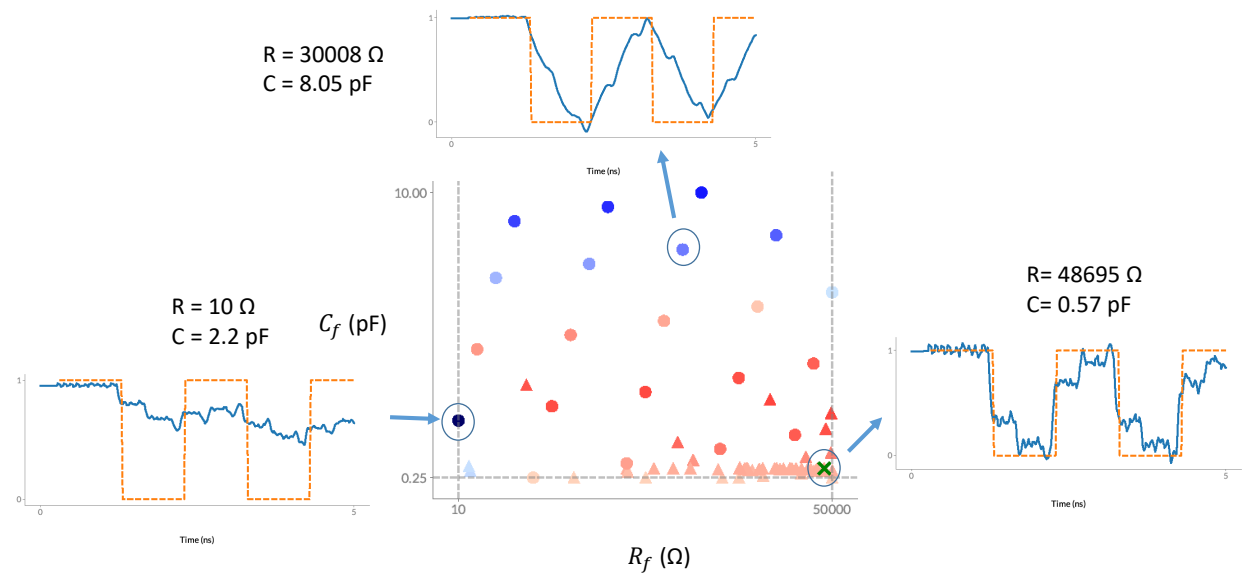 R = 30008 Ω
C = 8.05 pF
1
0
0
5
Time (ns)
10.00
R = 10 Ω
C = 2.2 pF
C_f (pF)
R= 48695 Ω
C= 0.57 pF
1
0
0
5
Time (ns)
0.25
10
50000
R_f (Ω)
1
0
0
5
Time (ns)